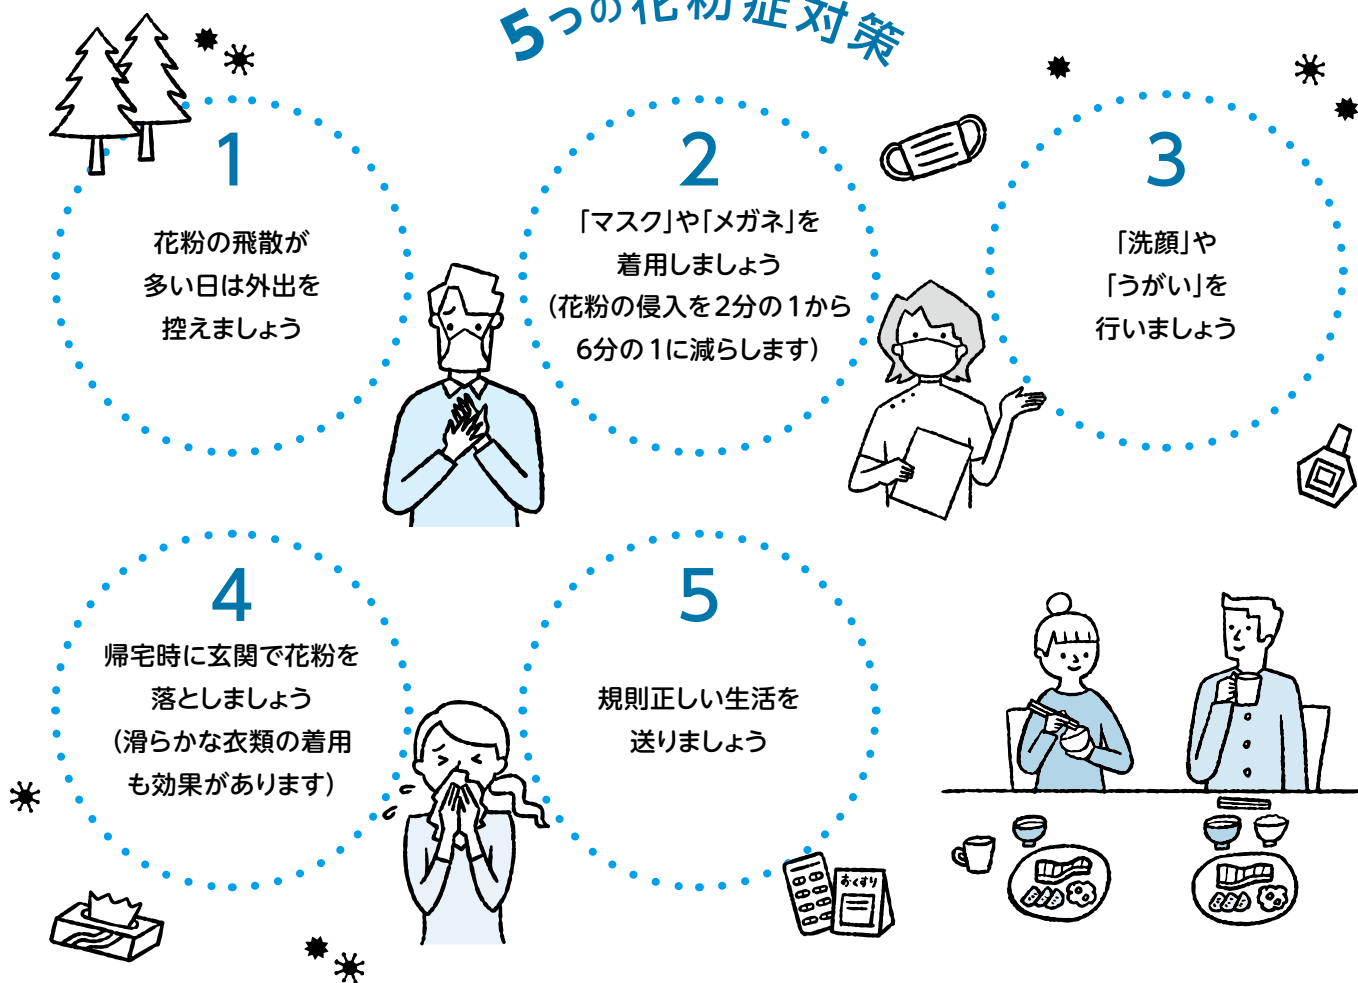 5つの花粉症対策
1
花粉の飛散が
多い日は外出を
控えましょう
2
「マスク」や「メガネ」を
着用しましょう
(花粉の侵入を2分の1から
6分の1に減らします)
3
「洗顔」や
「うがい」を
行いましょう
4
帰宅時に玄関で花粉を
落としましょう
(滑らかな衣類の着用
も効果があります)
5
規則正しい生活を
送りましょう
おくすり